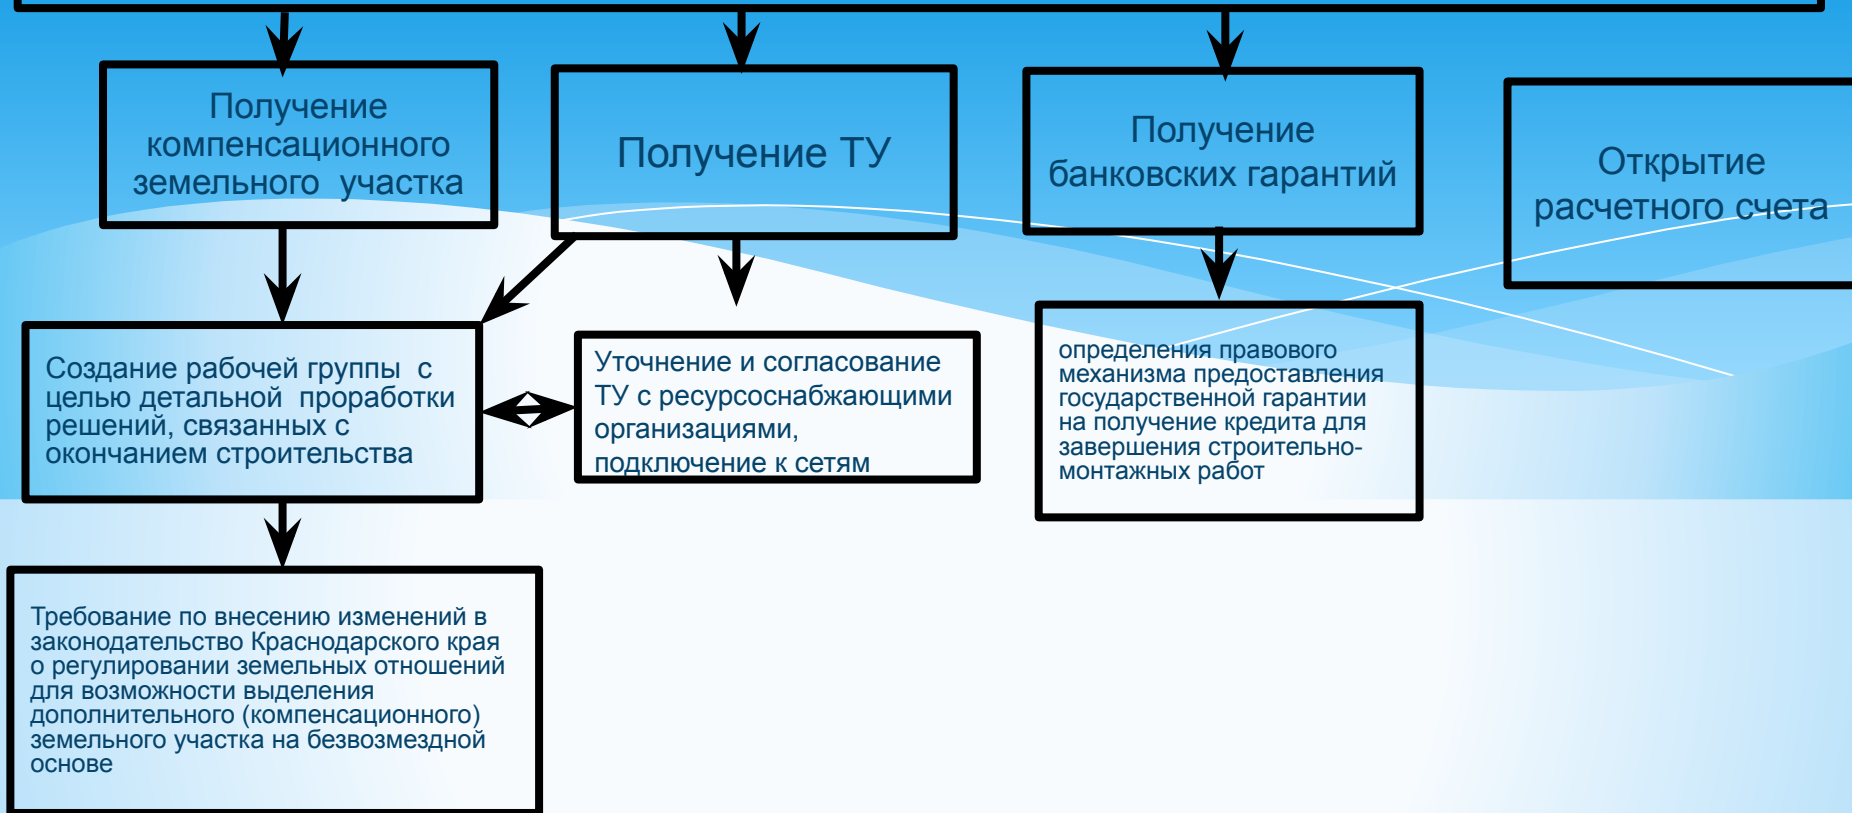 Получение
компенсационного
земельного участка
Получение ТУ
Получение
банковских гарантий
Открытие
расчетного счета
Создание рабочей группы с
целью детальной проработки
решений, связанных с
окончанием строительства
Уточнение и согласование
ТУ с ресурсоснабжающими
организациями,
подключение к сетям
определения правового
механизма предоставления
государственной гарантии
на получение кредита для
завершения строительно-
монтажных работ
Требование по внесению изменений в
законодательство Краснодарского края
о регулировании земельных отношений
для возможности выделения
дополнительного (компенсационного)
земельного участка на безвозмездной
основе